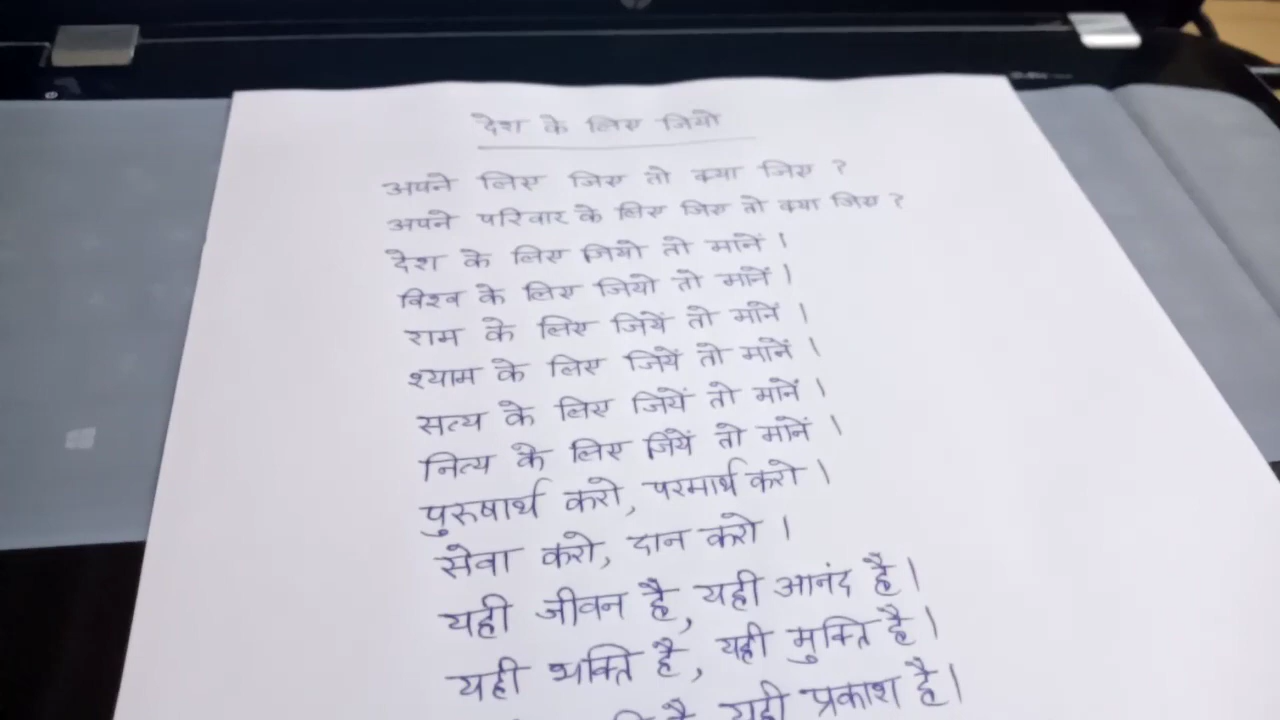 देश के लिए जियो
अपने लिए जिए तो क्या जिए ?
अपने परिवार के लिए जिए तो क्या जिए ?
देश के लिए जियो तो मानें ।
विश्व के लिए जियो तो मानें ।
राम के लिए जियें तो मानें ।
श्याम के लिए जियें तो मानें ।
सत्य के लिए जियें तो मानें ।
नित्य के लिए जियें तो मानें ।
पुरुषार्थ करो, परमार्थ करो ।
सेवा करो, दान करो ।
यही जीवन है, यही आनंद है ।
यही भक्ति है, यही मुक्ति है ।
है, यही प्रकाश है ।